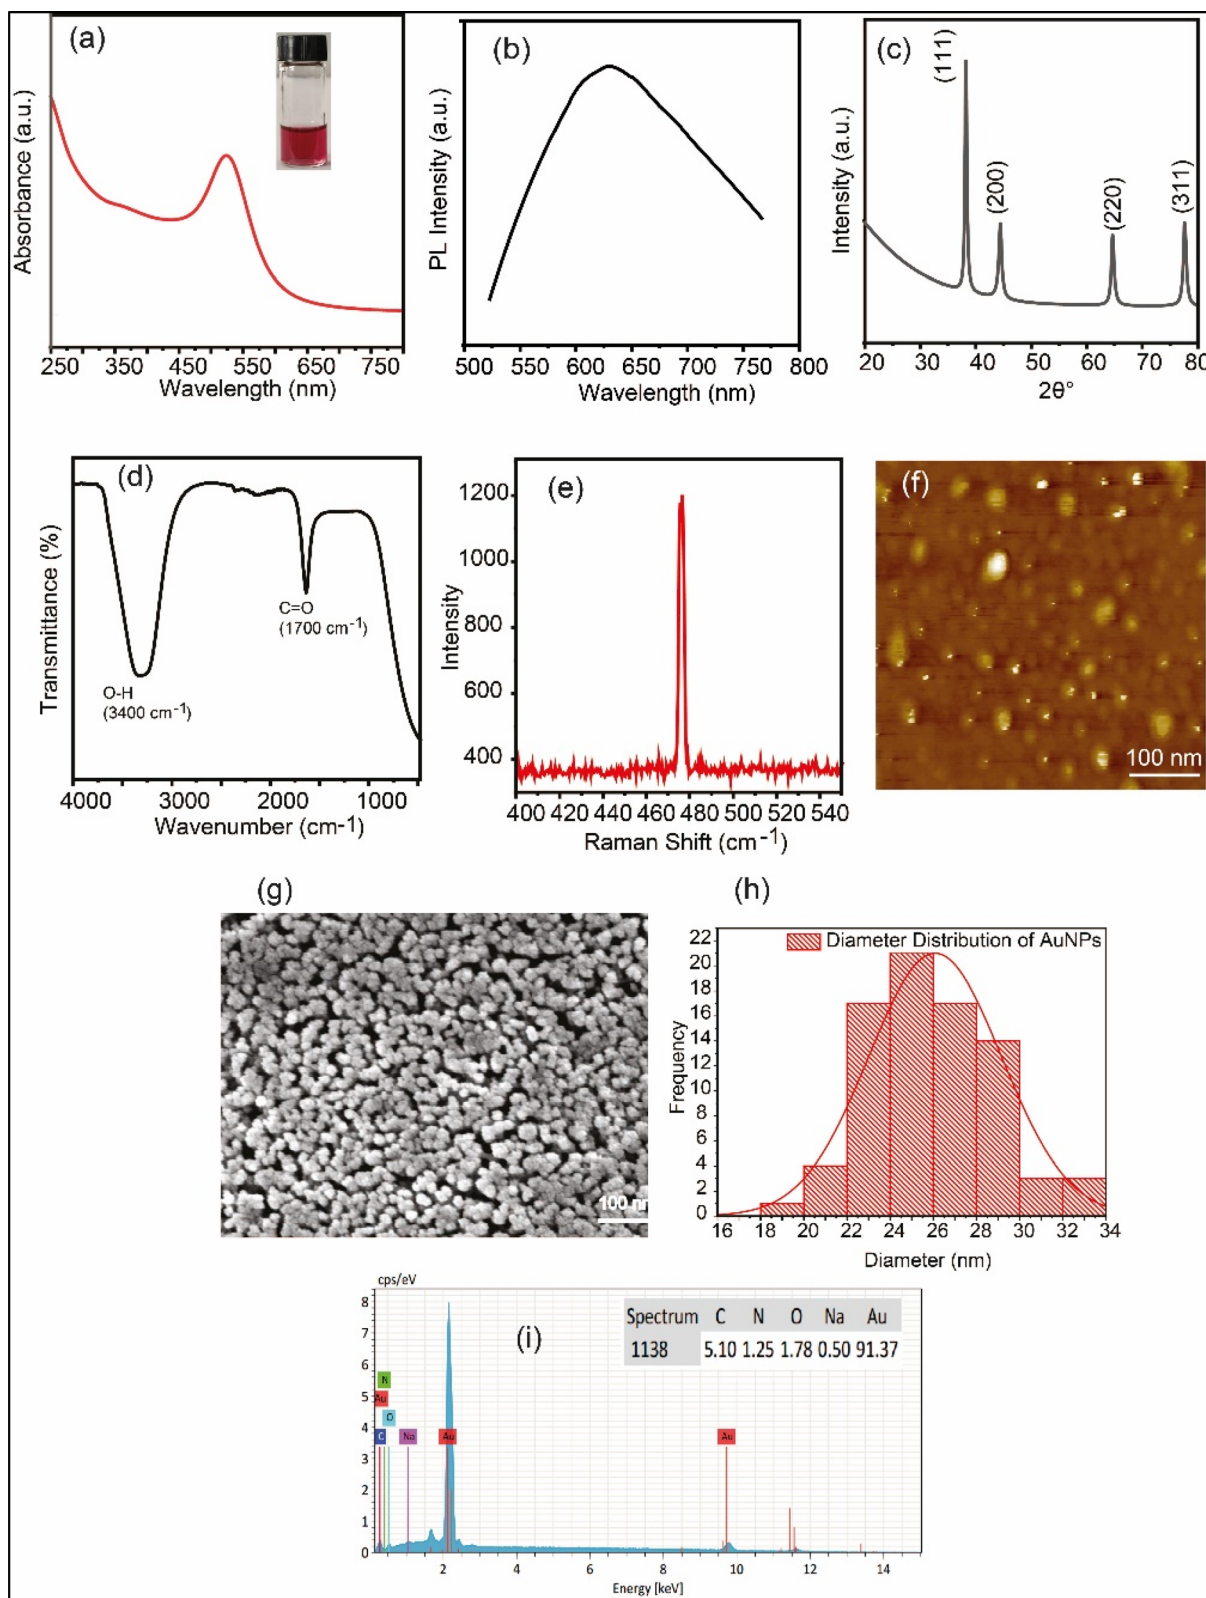 (a)
Absorbance (a.u.)
250 350 450 550 650 750
Wavelength (nm)
(b)
PL Intensity (a.u.)
500 550 600 650 700 750 800
Wavelength (nm)
(c)
Intensity (a.u.)
(111)
(200)
(220)
(311)
20 30 40 50 60 70 80
2θ°
(d)
Transmittance (%)
C=O
(1700 cm-1)
O-H
(3400 cm-1)
4000 3000 2000 1000
Wavenumber (cm-1)
(e)
Intensity
1200
1000
800
600
400
400 420 440 460 480 500 520 540
Raman Shift (cm-1)
(f)
100 nm
(g)
100 nm
(h)
Diameter Distribution of AuNPs
Frequency
22
20
18
16
14
12
10
8
6
4
2
0
16 18 20 22 24 26 28 30 32 34
Diameter (nm)
(i)
cps/eV
8
7
6
5
4
3
2
1
0
Spectrum C N O Na Au
1138 5.10 1.25 1.78 0.50 91.37
N
Au
O
C Na Au Au
2 4 6 8 10 12 14
Energy [keV]